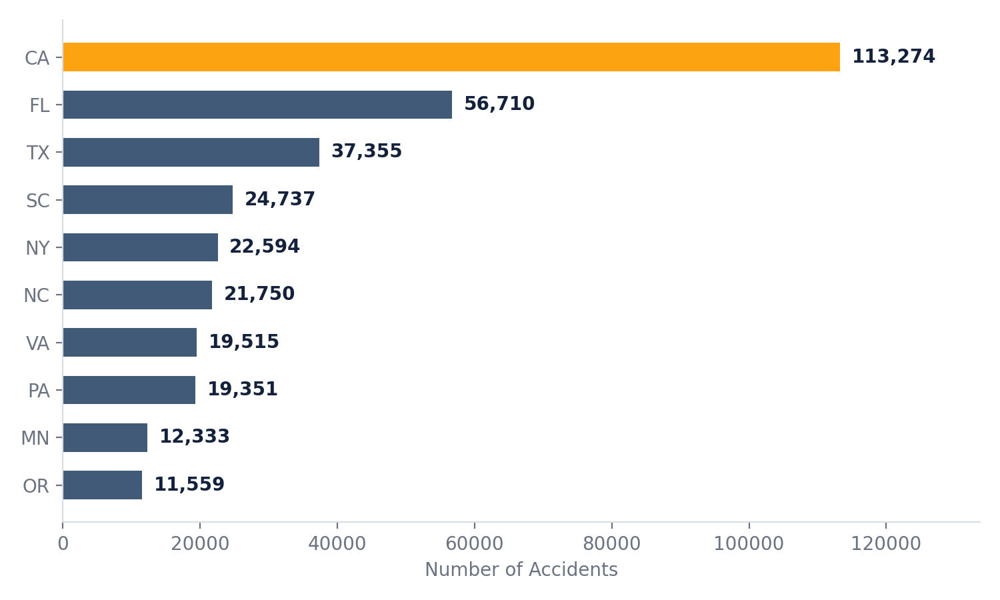 CA 113,274
FL 56,710
TX 37,355
SC 24,737
NY 22,594
NC 21,750
VA 19,515
PA 19,351
MN 12,333
OR 11,559
0 20000 40000 60000 80000 100000 120000
Number of Accidents